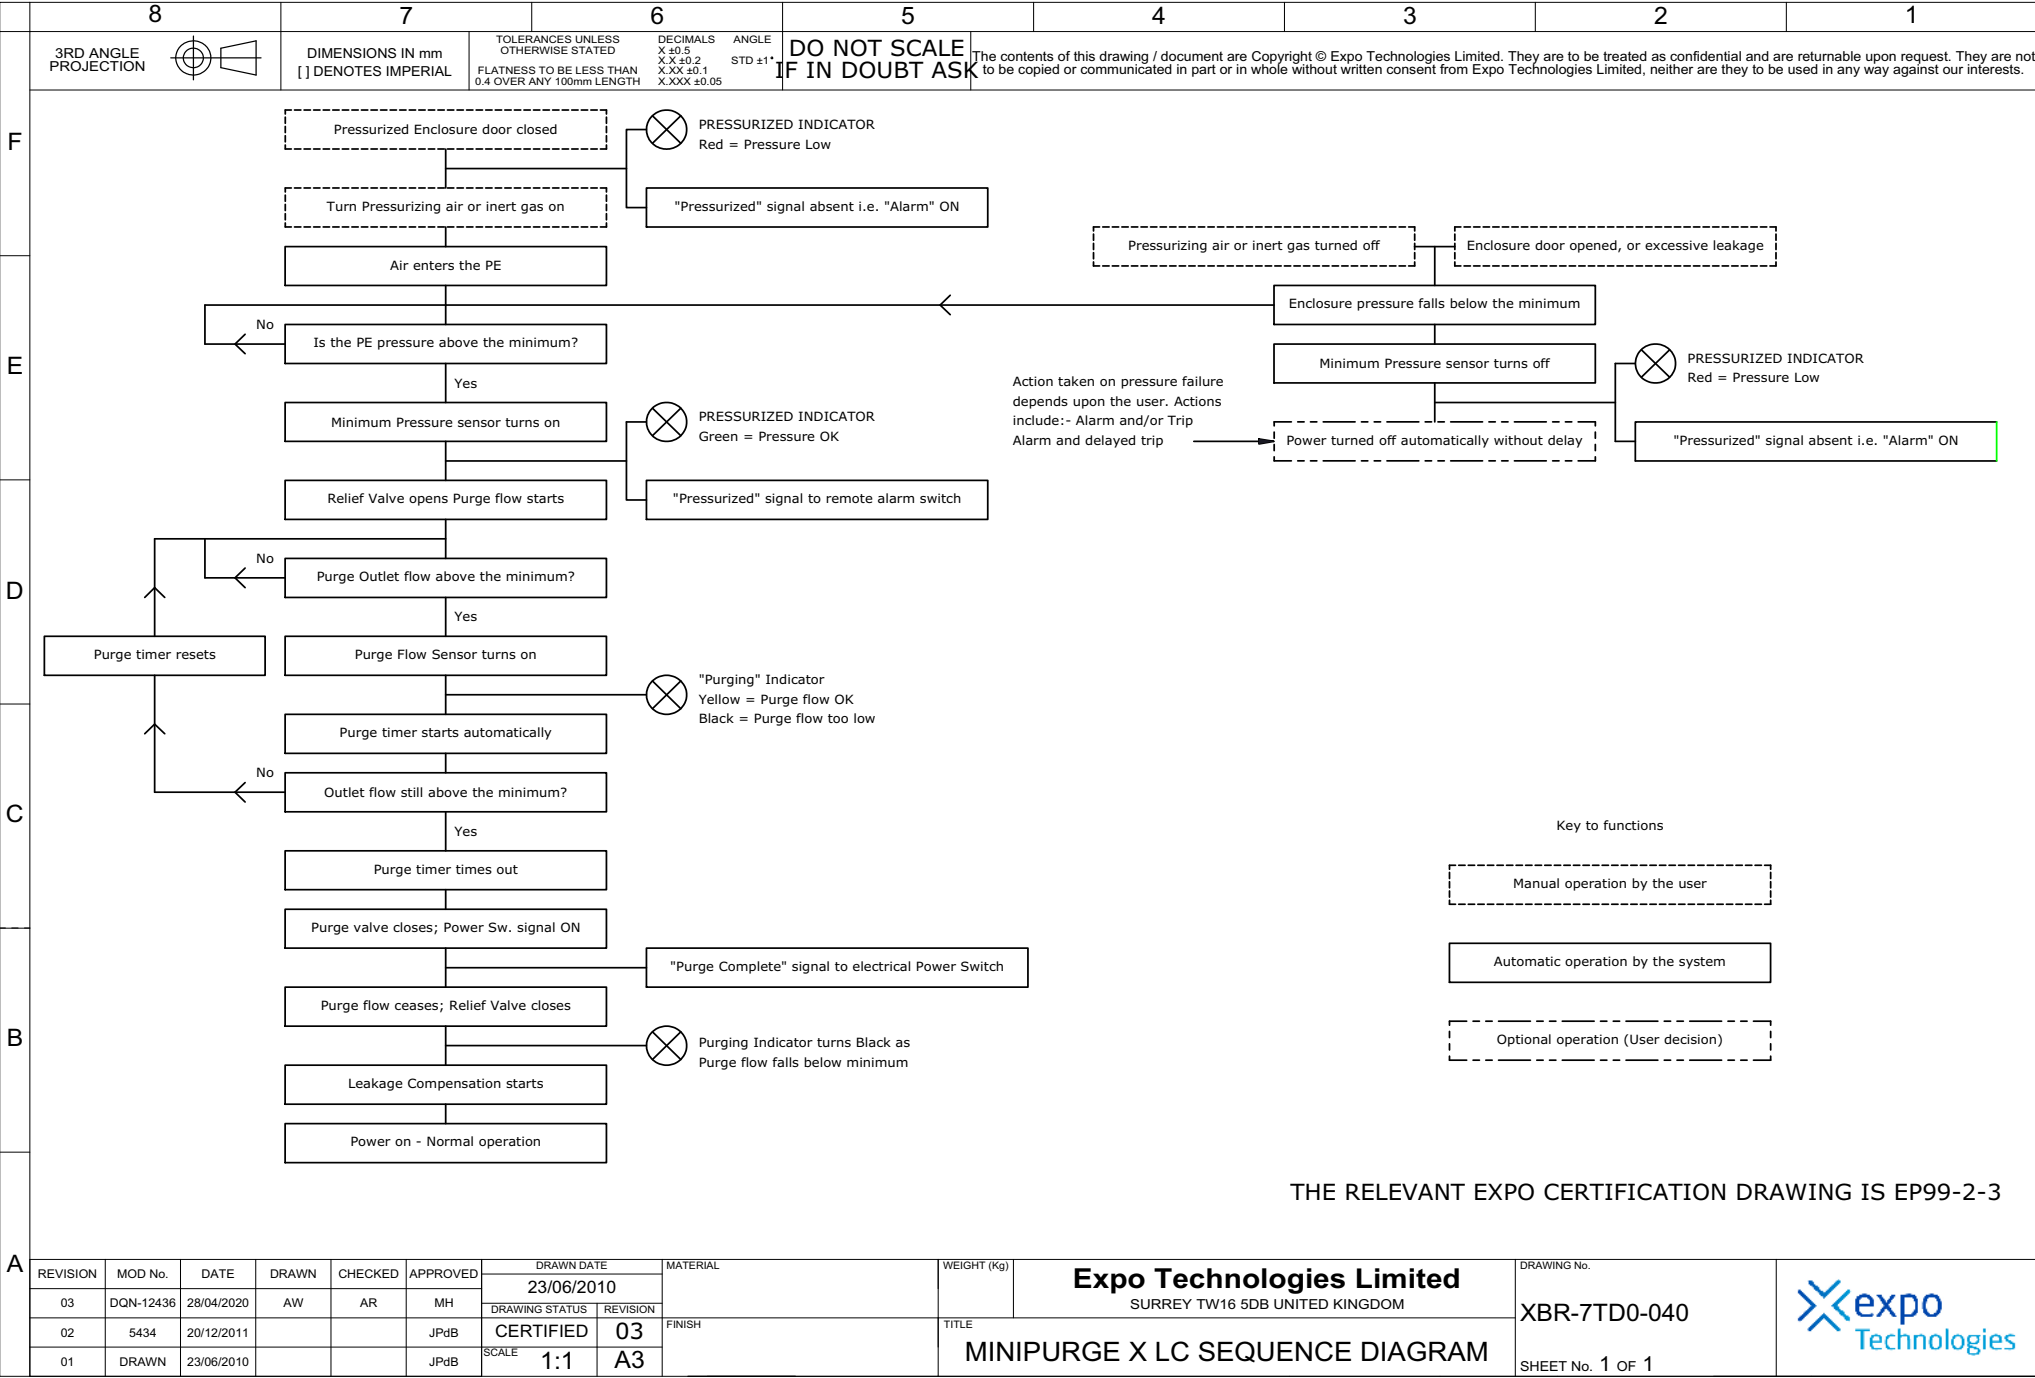 8 7 6 5 4 3 2 1
3RD ANGLE
PROJECTION
DIMENSIONS IN mm
[ ] DENOTES IMPERIAL
TOLERANCES UNLESS
OTHERWISE STATED
FLATNESS TO BE LESS THAN
0.4 OVER ANY 100mm LENGTH
DECIMALS
X ±0.5
X.X ±0.2
X.XX ±0.1
X.XXX ±0.05
ANGLE
STD ±1°
DO NOT SCALE
IF IN DOUBT ASK
The contents of this drawing / document are Copyright © Expo Technologies Limited. They are to be treated as confidential and are returnable upon request. They are not
to be copied or communicated in part or in whole without written consent from Expo Technologies Limited, neither are they to be used in any way against our interests.
F
E
D
C
B
A
Pressurized Enclosure door closed
PRESSURIZED INDICATOR
Red = Pressure Low
Turn Pressurizing air or inert gas on
"Pressurized" signal absent i.e. "Alarm" ON
Air enters the PE
No
Is the PE pressure above the minimum?
Yes
Minimum Pressure sensor turns on
PRESSURIZED INDICATOR
Green = Pressure OK
Relief Valve opens Purge flow starts
"Pressurized" signal to remote alarm switch
No
Purge Outlet flow above the minimum?
Yes
Purge timer resets
Purge Flow Sensor turns on
"Purging" Indicator
Yellow = Purge flow OK
Black = Purge flow too low
Purge timer starts automatically
No
Outlet flow still above the minimum?
Yes
Purge timer times out
Purge valve closes; Power Sw. signal ON
"Purge Complete" signal to electrical Power Switch
Purge flow ceases; Relief Valve closes
Purging Indicator turns Black as
Purge flow falls below minimum
Leakage Compensation starts
Power on - Normal operation
Pressurizing air or inert gas turned off
Enclosure door opened, or excessive leakage
Enclosure pressure falls below the minimum
Minimum Pressure sensor turns off
PRESSURIZED INDICATOR
Red = Pressure Low
Action taken on pressure failure
depends upon the user. Actions
include:- Alarm and/or Trip
Alarm and delayed trip
Power turned off automatically without delay
"Pressurized" signal absent i.e. "Alarm" ON
Key to functions
Manual operation by the user
Automatic operation by the system
Optional operation (User decision)
THE RELEVANT EXPO CERTIFICATION DRAWING IS EP99-2-3
REVISION MOD No. DATE DRAWN CHECKED APPROVED
03 DQN-12436 28/04/2020 AW AR MH
02 5434 20/12/2011 JPdB
01 DRAWN 23/06/2010 JPdB
DRAWN DATE
23/06/2010
DRAWING STATUS REVISION
CERTIFIED 03
SCALE 1:1 A3
MATERIAL
FINISH
WEIGHT (Kg)
Expo Technologies Limited
SURREY TW16 5DB UNITED KINGDOM
TITLE
MINIPURGE X LC SEQUENCE DIAGRAM
DRAWING No.
XBR-7TD0-040
SHEET No. 1 OF 1
expo
Technologies